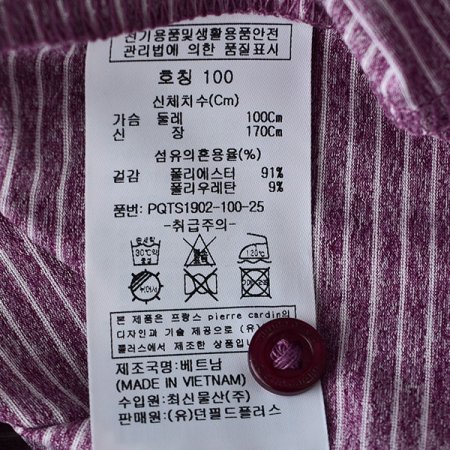 전기용품및생활용품안전
관리법에 의한 품질표시
호칭 100
신체치수(Cm)
가슴 둘레 100Cm
신 장 170Cm
섬유의혼용율(%)
겉감 폴리에스터 91%
폴리우레탄 9%
품번: PQTS1902-100-25
-취급주의-
30℃
120℃
본 제품은 프랑스 pierre cardin의
디자인과 기술 제공으로 (유)
플러스에서 제조한 상품입니다
제조국명:베트남
(MADE IN VIETNAM)
수입원: 최신물산(주)
판매원: (유)던필드플러스